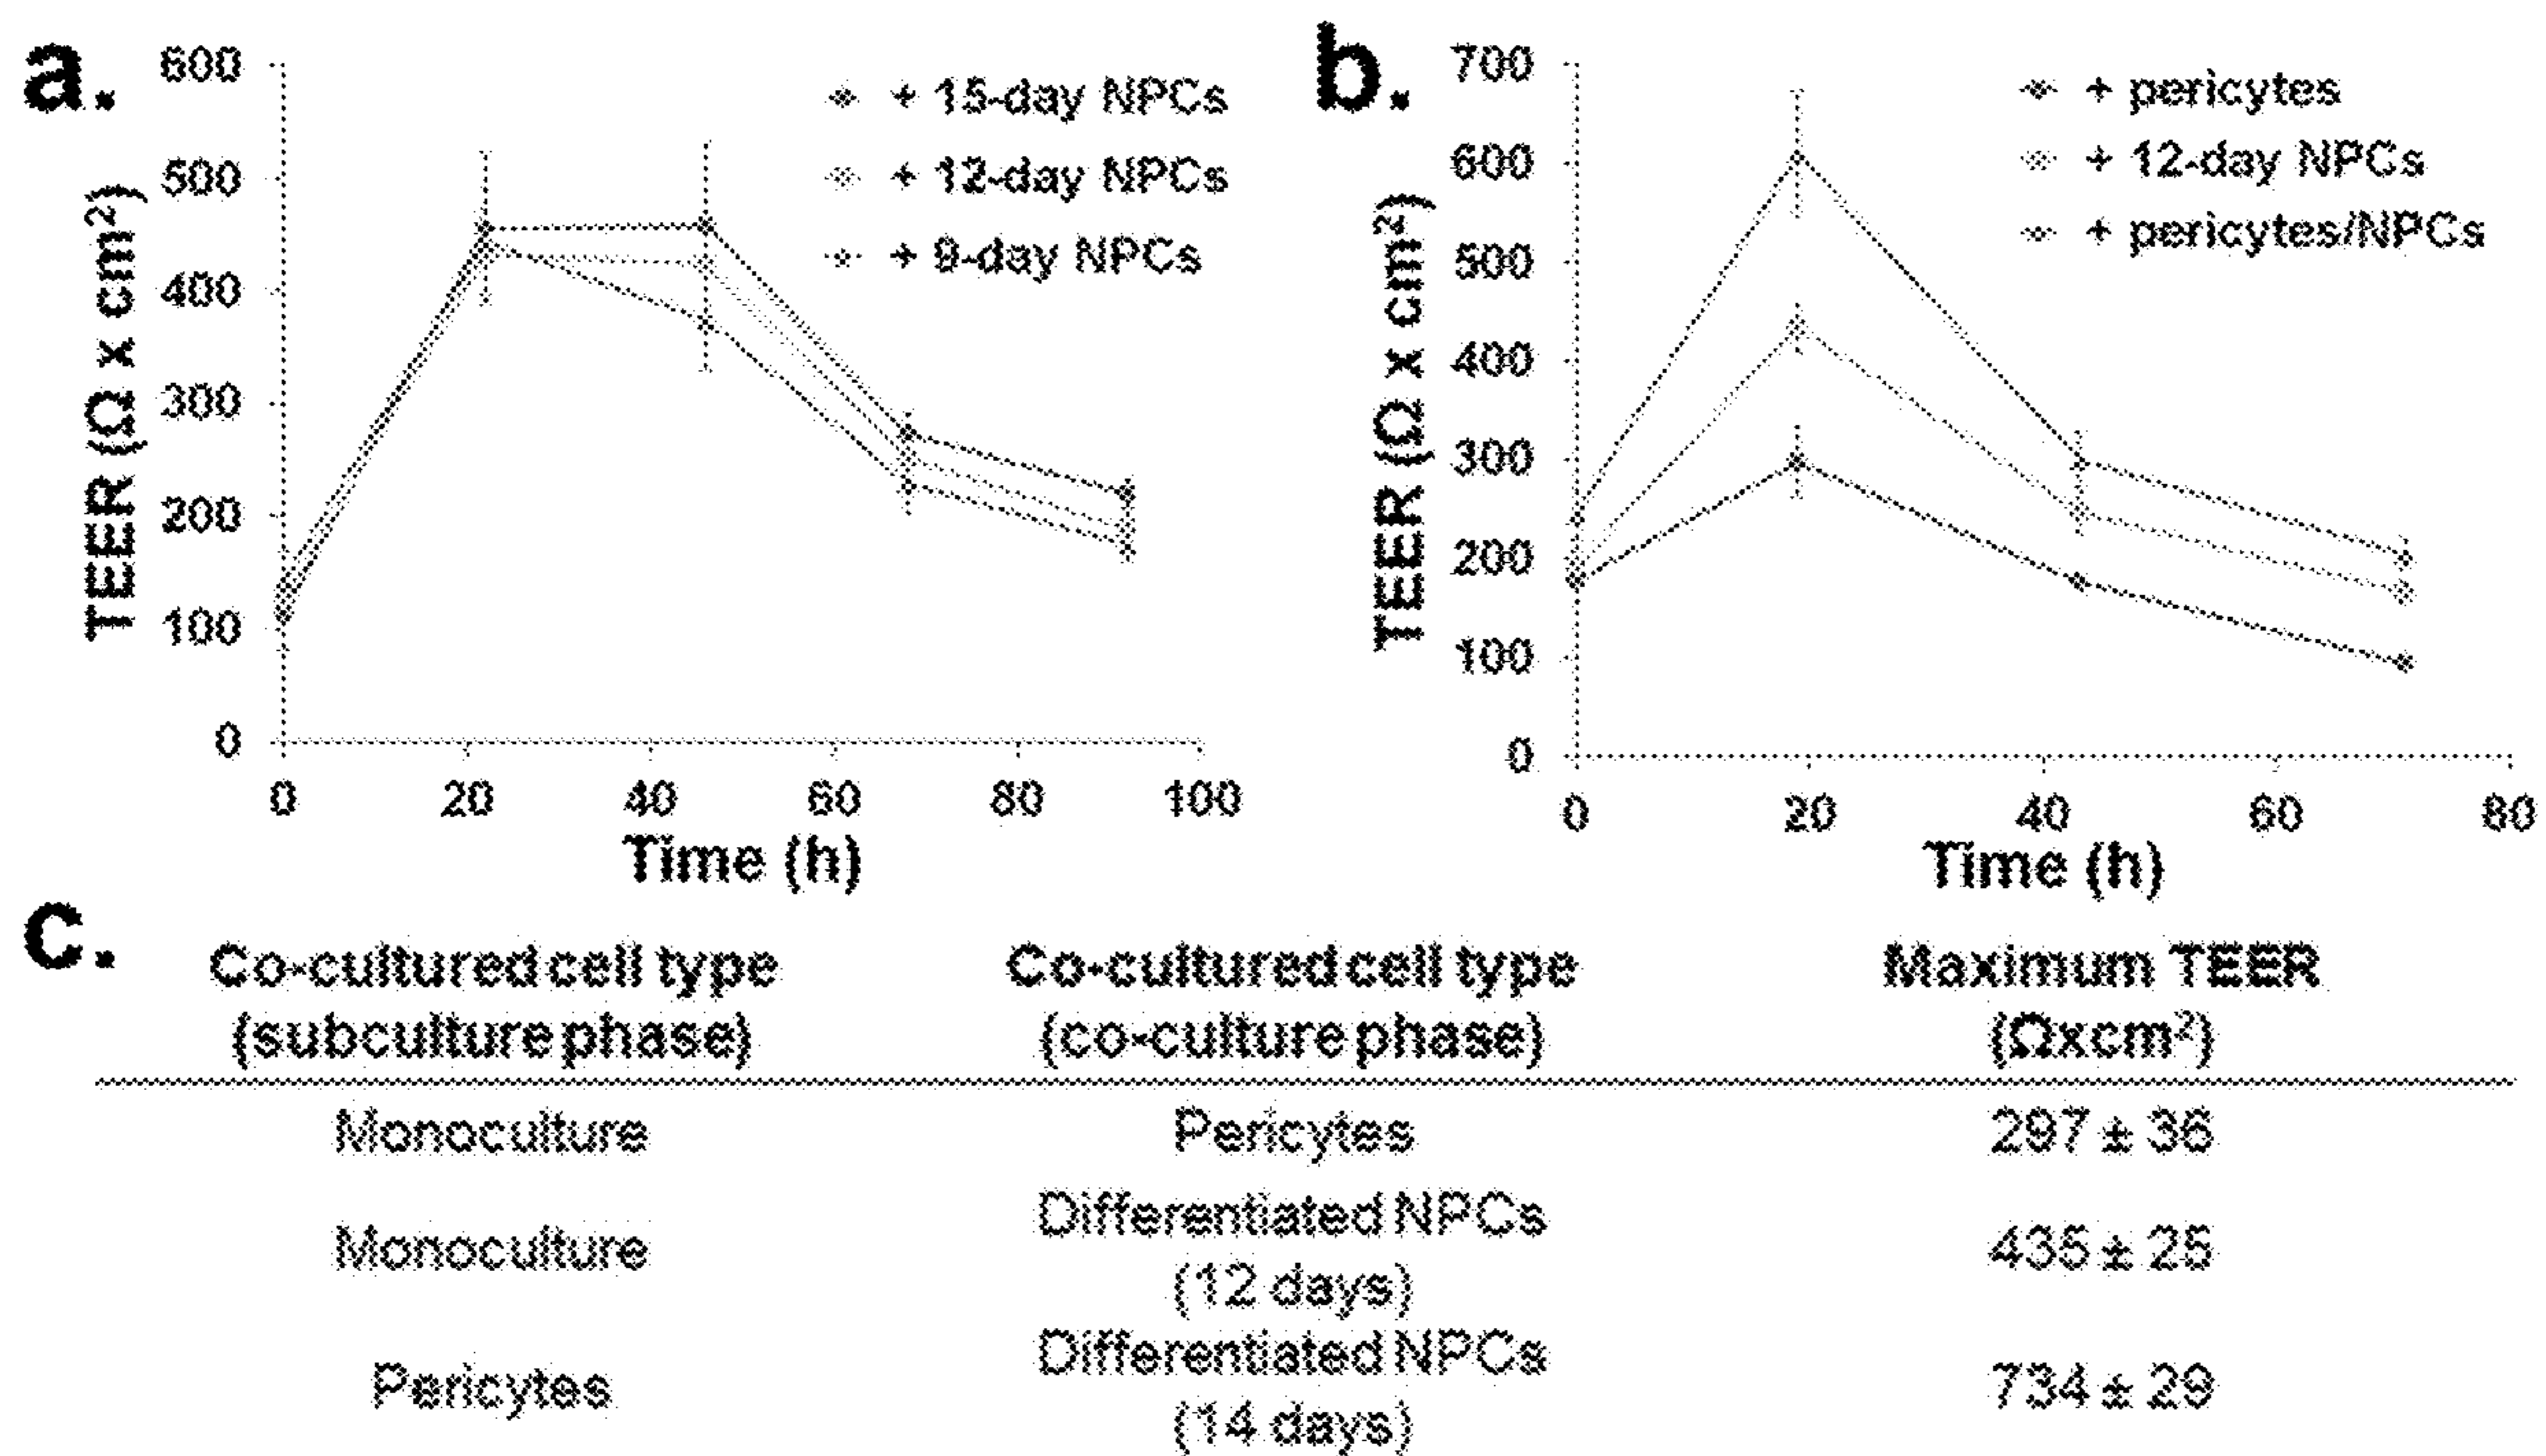 a.
600
500
400
300
200
100
0
TEER (Ω x cm²)
+ 15-day NPCs
+ 12-day NPCs
+ 9-day NPCs
0 20 40 60 80 100
Time (h)
b.
700
600
500
400
300
200
100
0
TEER (Ω x cm²)
+ pericytes
+ 12-day NPCs
+ pericytes/NPCs
0 20 40 60 80
Time (h)
c.
Co-cultured cell type Co-cultured cell type Maximum TEER
(subculture phase) (co-culture phase) (Ωxcm²)
Monoculture Pericytes 297 ± 36
Monoculture Differentiated NPCs 435 ± 25
(12 days)
Pericytes Differentiated NPCs 734 ± 29
(14 days)